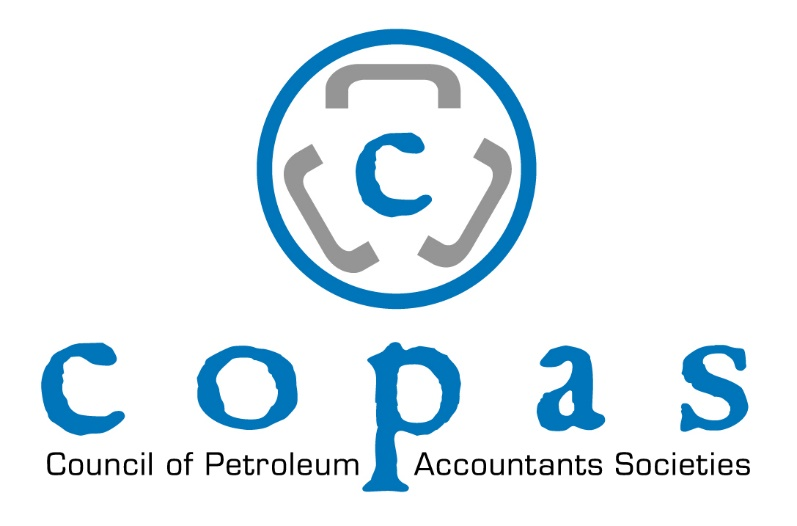 c
copas
Council of Petroleum Accountants Societies